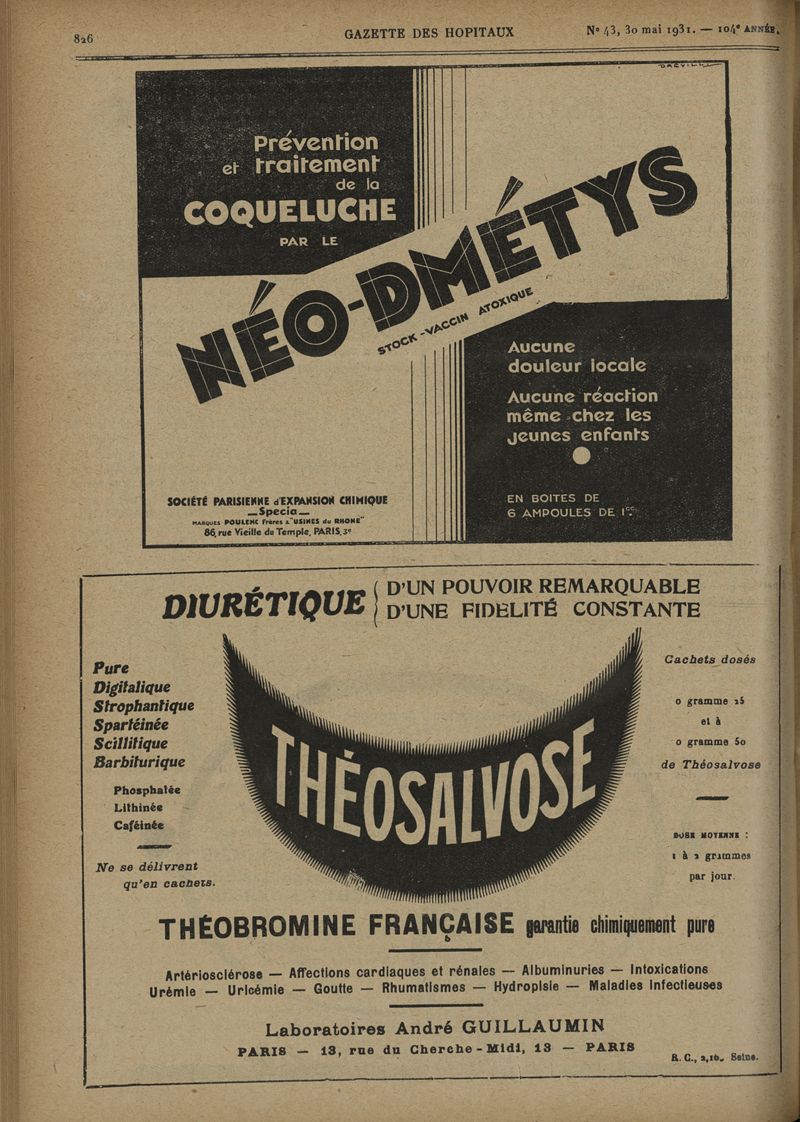 826
GAZETTE DES HOPITAUX
Nº 43, 30 mai 1931. — 104e ANNÉE.
Prévention
et traitement
de la
COQUELUCHE
PAR LE
NÉO-DMÉTYS
STOCK-VACCIN ATOXIQUE
Aucune
douleur locale
Aucune réaction
même chez les
jeunes enfants
EN BOITES DE
6 AMPOULES DE 1cc
SOCIÉTÉ PARISIENNE d'EXPANSION CHIMIQUE
— Specia —
MARQUES POULENC Frères & "USINES du RHONE"
86, rue Vieille du Temple, PARIS, 3e
DIURÉTIQUE
D'UN POUVOIR REMARQUABLE
D'UNE FIDELITÉ CONSTANTE
Pure
Digitalique
Strophantique
Spartéinée
Scillitique
Barbiturique
Phosphatée
Lithinée
Caféinée
Ne se délivrent
qu'en cachets.
THÉOSALVOSE
Cachets dosés
0 gramme 25
et à
0 gramme 50
de Théosalvose
DOSE MOYENNE :
1 à 2 grammes
par jour.
THÉOBROMINE FRANÇAISE garantie chimiquement pure
Artériosclérose — Affections cardiaques et rénales — Albuminuries — Intoxications
Urémie — Uricémie — Goutte — Rhumatismes — Hydropisie — Maladies infectieuses
Laboratoires André GUILLAUMIN
PARIS — 13, rue du Cherche-Midi, 13 — PARIS
R. C., Seine.